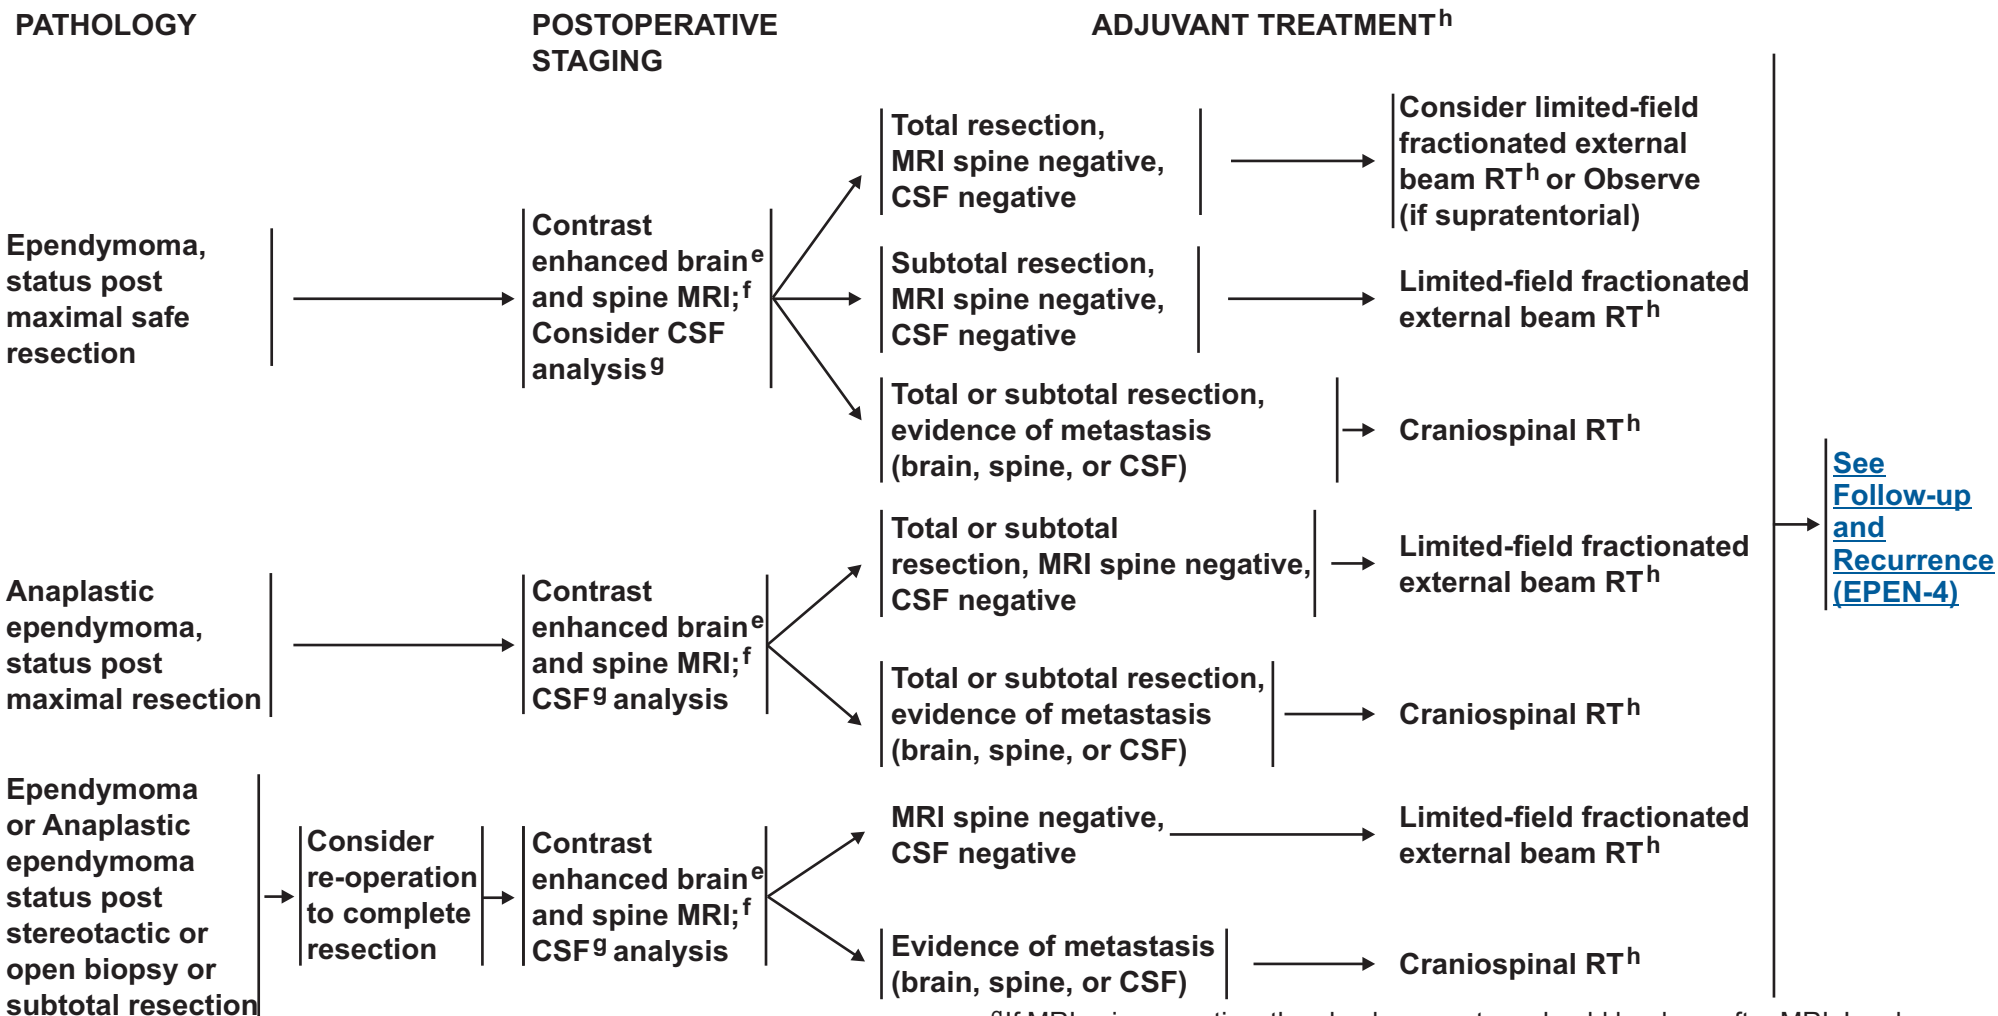 PATHOLOGY
POSTOPERATIVE
STAGING
ADJUVANT TREATMENTh
Ependymoma,
status post
maximal safe
resection
Contrast
enhanced braine
and spine MRI;f
Consider CSF
analysisg
Total resection,
MRI spine negative,
CSF negative
Consider limited-field
fractionated external
beam RTh or Observe
(if supratentorial)
Subtotal resection,
MRI spine negative,
CSF negative
Limited-field fractionated
external beam RTh
Total or subtotal resection,
evidence of metastasis
(brain, spine, or CSF)
Craniospinal RTh
Anaplastic
ependymoma,
status post
maximal resection
Contrast
enhanced braine
and spine MRI;f
CSFg analysis
Total or subtotal
resection, MRI spine negative,
CSF negative
Limited-field fractionated
external beam RTh
Total or subtotal resection,
evidence of metastasis
(brain, spine, or CSF)
Craniospinal RTh
Ependymoma
or Anaplastic
ependymoma
status post
stereotactic or
open biopsy or
subtotal resection
Consider
re-operation
to complete
resection
Contrast
enhanced braine
and spine MRI;f
CSFg analysis
MRI spine negative,
CSF negative
Limited-field fractionated
external beam RTh
Evidence of metastasis
(brain, spine, or CSF)
Craniospinal RTh
See
Follow-up
and
Recurrence
(EPEN-4)